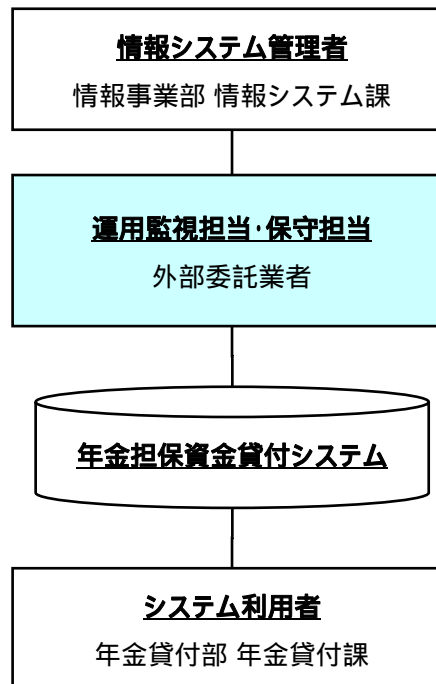 情報システム管理者
情報事業部 情報システム課
運用監視担当・保守担当
外部委託業者
年金担保資金貸付システム
システム利用者
年金貸付部 年金貸付課